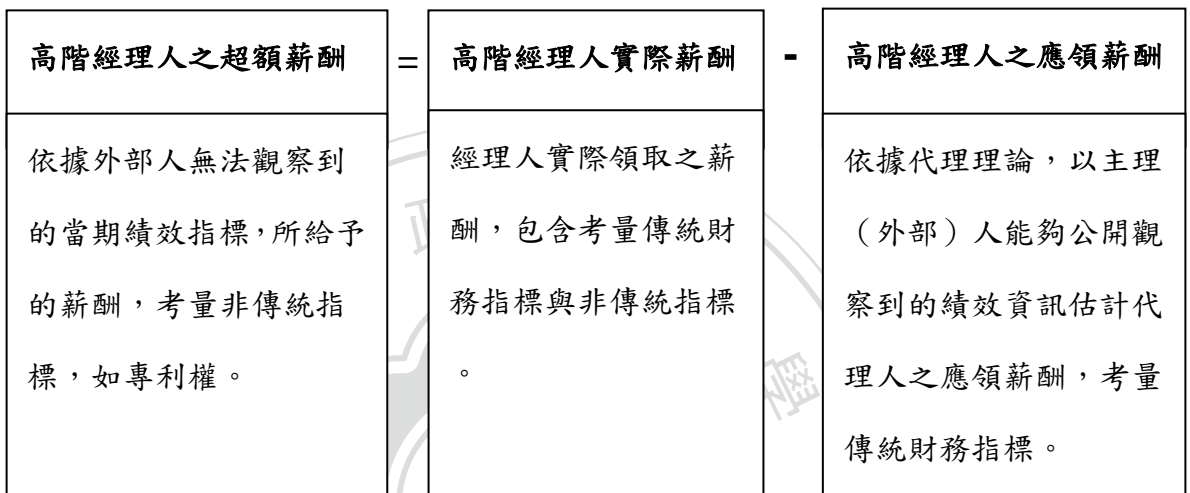 高階經理人之超額薪酬
=
高階經理人實際薪酬
-
高階經理人之應領薪酬
依據外部人無法觀察到
的當期績效指標，所給予
的薪酬，考量非傳統指
標，如專利權。
經理人實際領取之薪
酬，包含考量傳統財
務指標與非傳統指標
。
依據代理理論，以主理
（外部）人能夠公開觀
察到的績效資訊估計代
理人之應領薪酬，考量
傳統財務指標。
政
學